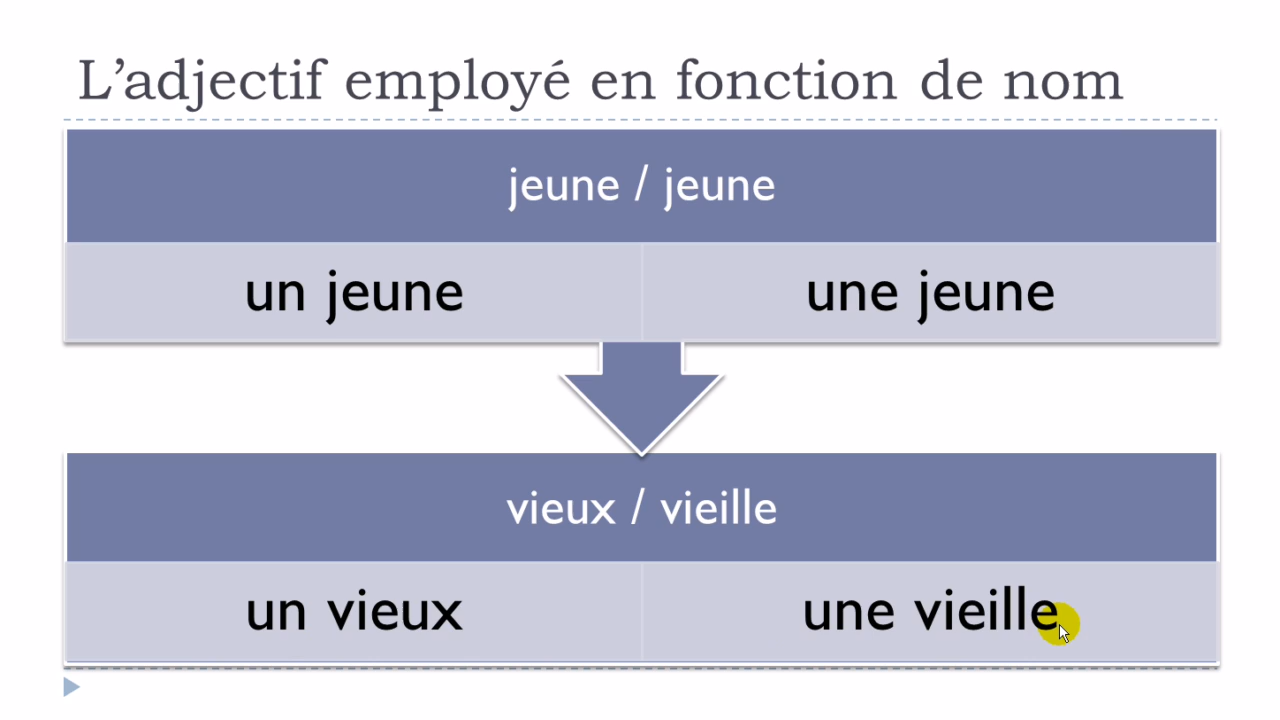 L’adjectif employé en fonction de nom
jeune / jeune
un jeune
une jeune
vieux / vieille
un vieux
une vieille